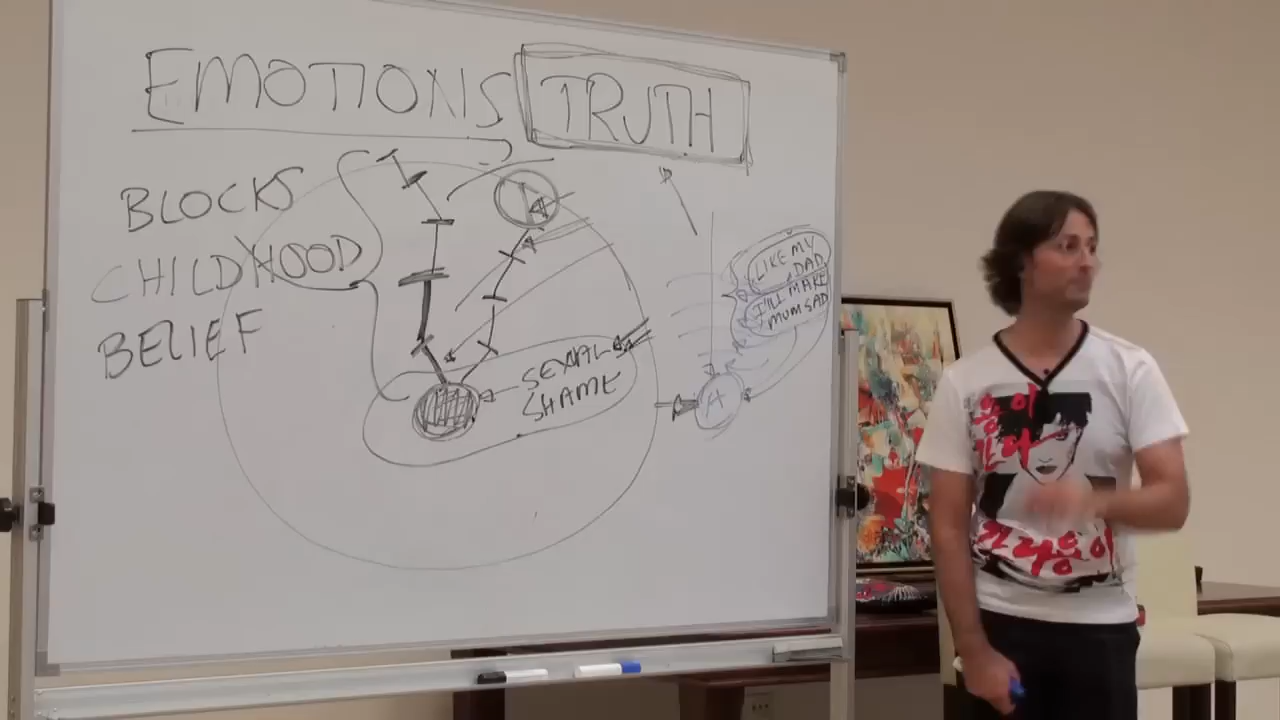 EMOTIONS TRUTH
BLOCKS
CHILDHOOD
BELIEF
SEXUAL
SHAME
LIKE MY
DAD
I'LL MAKE
MUM SAD
A